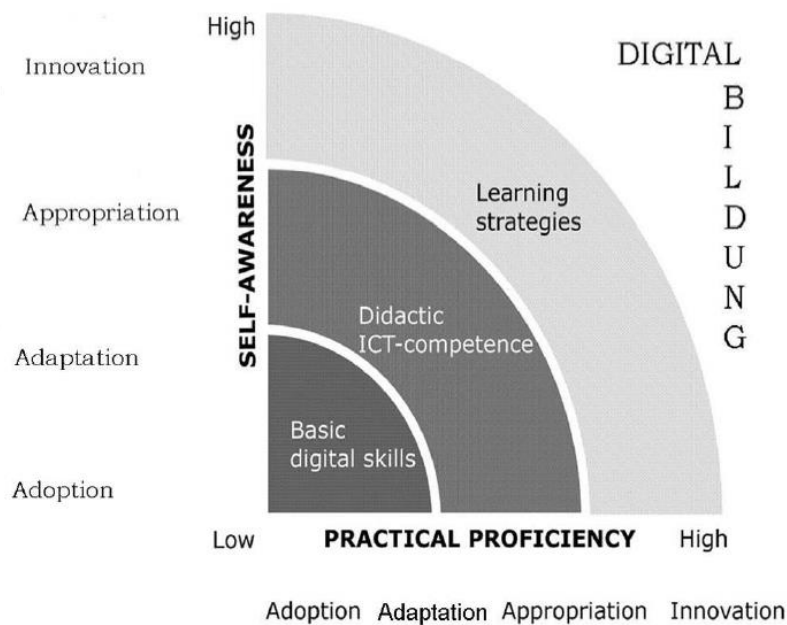 High
Innovation
DIGITAL
B
I
L
D
U
N
G
Learning
strategies
SELF-AWARENESS
Appropriation
Didactic
ICT-competence
Adaptation
Basic
digital skills
Adoption
Low PRACTICAL PROFICIENCY High
Adoption Adaptation Appropriation Innovation